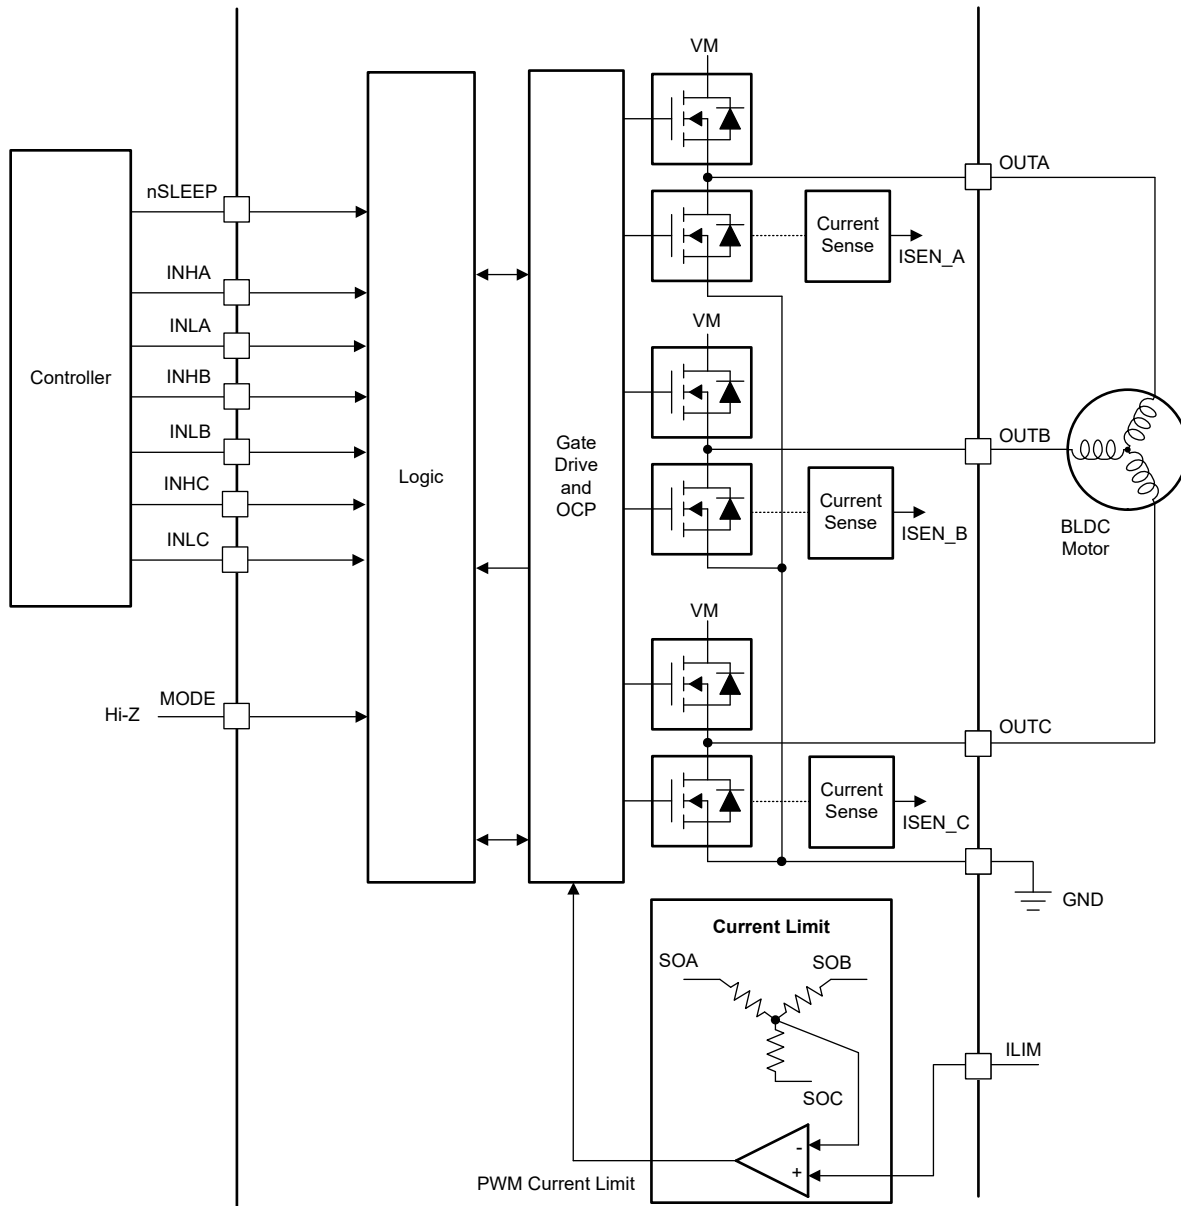 VM
OUTA
nSLEEP
Current
Sense
ISEN_A
INHA
INLA
VM
Controller
INHB
OUTB
INLB
Gate
Drive
and
OCP
Logic
Current
Sense
ISEN_B
BLDC
Motor
INHC
INLC
VM
MODE
Hi-Z
OUTC
Current
Sense
ISEN_C
GND
Current Limit
SOA
SOB
ILIM
SOC
-
+
PWM Current Limit